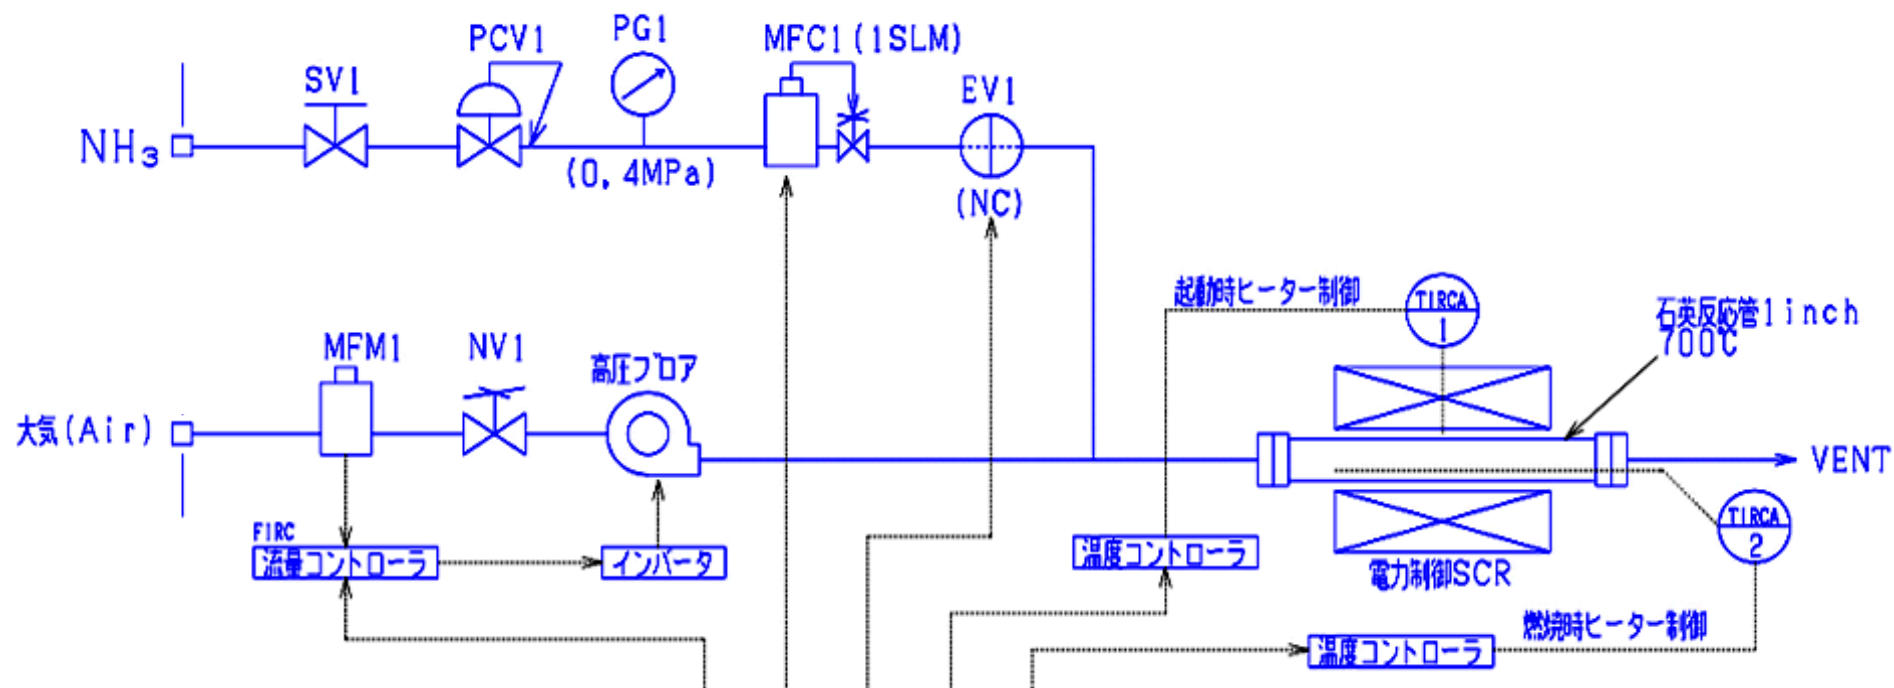 PCV1
PG1
MFC1(1SLM)
SV1
EV1
NH₃
(0,4MPa)
(NC)
起動時ヒーター制御
TIRCA
1
石英反応管1inch
700℃
MFM1
NV1
高圧ブロア
大気(Air)
VENT
TIRCA
2
FIRC
流量コントローラ
インバータ
温度コントローラ
電力制御SCR
燃焼時ヒーター制御
温度コントローラ